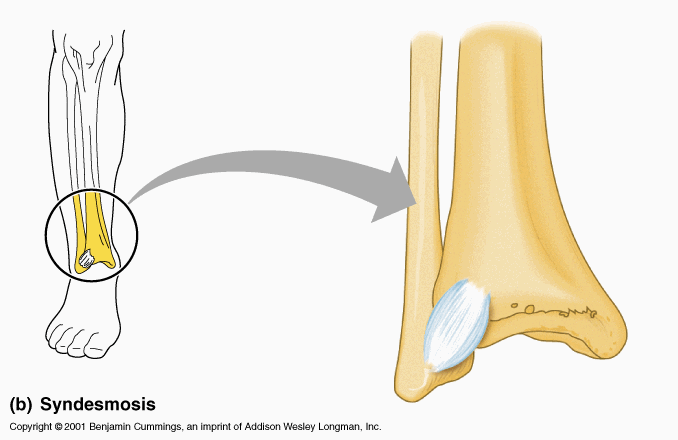 (b) Syndesmosis
Copyright © 2001 Benjamin Cummings, an imprint of Addison Wesley Longman, Inc.